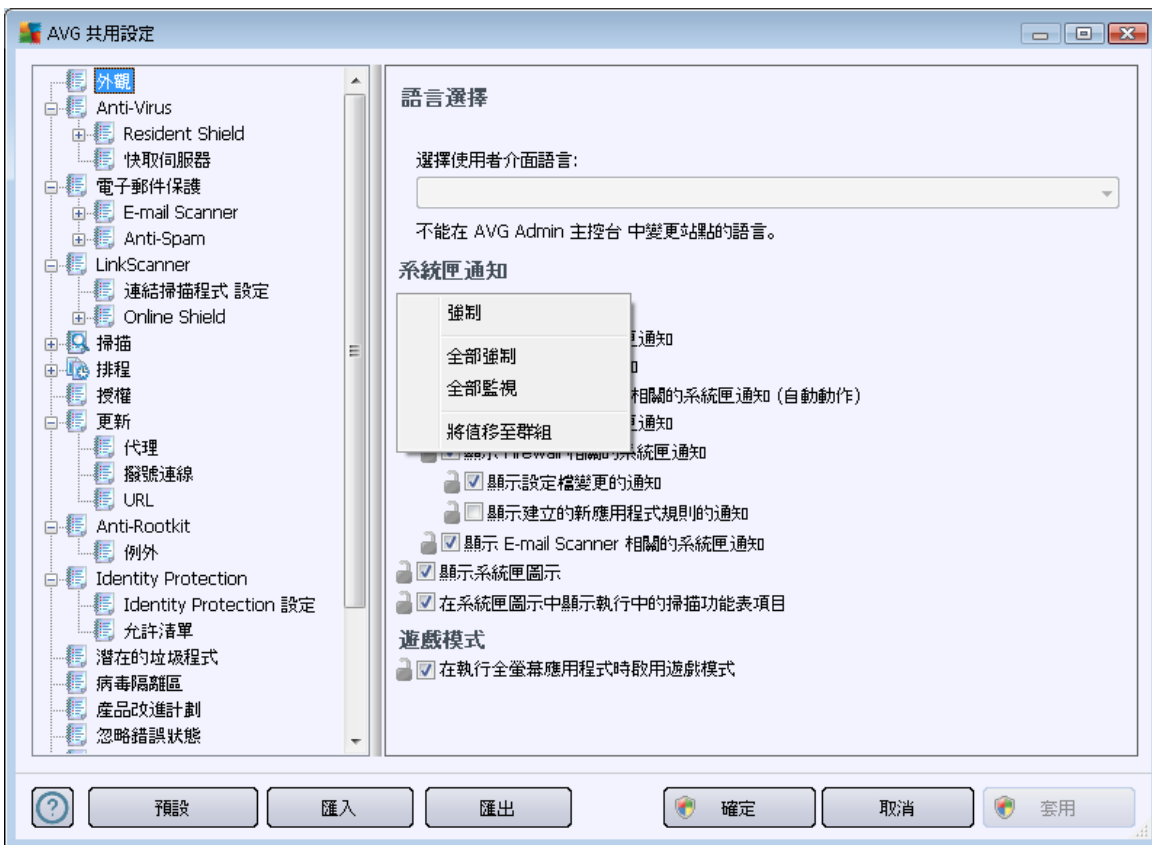 AVG 共用設定
外觀
Anti-Virus
Resident Shield
快取伺服器
電子郵件保護
E-mail Scanner
Anti-Spam
LinkScanner
連結掃描程式 設定
Online Shield
掃描
排程
授權
更新
代理
撥號連線
URL
Anti-Rootkit
例外
Identity Protection
Identity Protection 設定
允許清單
潛在的垃圾程式
病毒隔離區
產品改進計劃
忽略錯誤狀態
語言選擇
選擇使用者介面語言:
不能在 AVG Admin 主控台 中變更站點的語言。
系統匣通知
強制
全部強制
全部監視
將值移至群組
通知
相關的系統匣通知 (自動動作)
通知
顯示 Firewall 相關的系統匣通知
顯示設定檔變更的通知
顯示建立的新應用程式規則的通知
顯示 E-mail Scanner 相關的系統匣通知
顯示系統匣圖示
在系統匣圖示中顯示執行中的掃描功能表項目
遊戲模式
在執行全螢幕應用程式時啟用遊戲模式
預設
匯入
匯出
確定
取消
套用